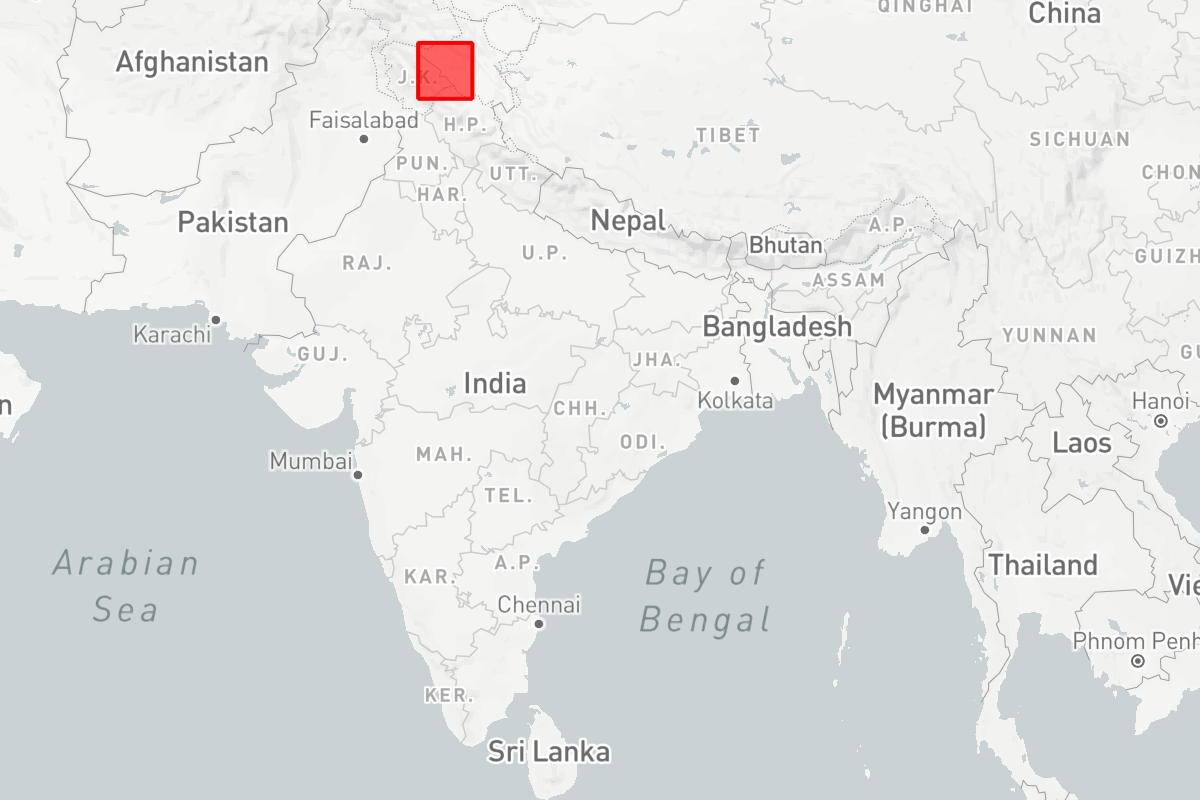 QINGHAI
China
Afghanistan
J.K.
Faisalabad
H.P.
TIBET
SICHUAN
PUN.
UTT.
CHON
HAR.
Pakistan
Nepal
A.P.
Bhutan
U.P.
GUIZH
RAJ.
ASSAM
Karachi
Bangladesh
YUNNAN
GUJ.
JHA.
GU
India
n
Kolkata
Myanmar
(Burma)
Hanoi
CHH.
ODI.
Laos
MAH.
Mumbai
TEL.
Yangon
Arabian
Sea
A.P.
Bay of
Bengal
Thailand
KAR.
Vie
Chennai
Phnom Penh
KER.
Sri Lanka